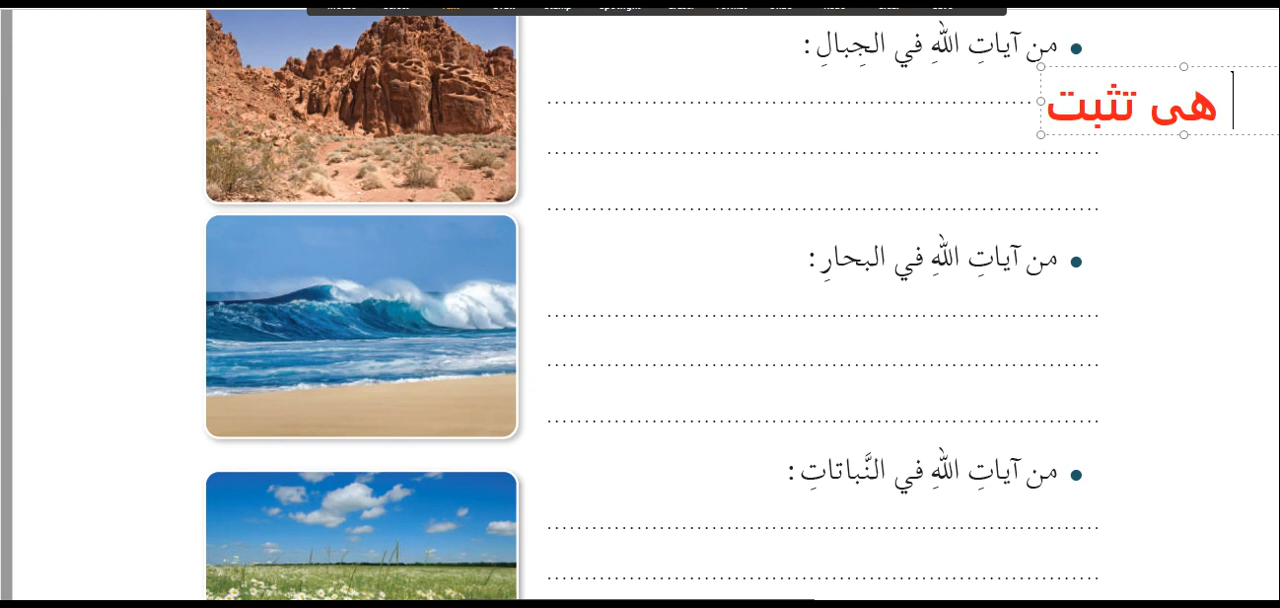 من آياتِ اللهِ في الجِبالِ :
هى تثبت
من آياتِ اللهِ في البحارِ :
من آياتِ اللهِ في النَّباتاتِ :